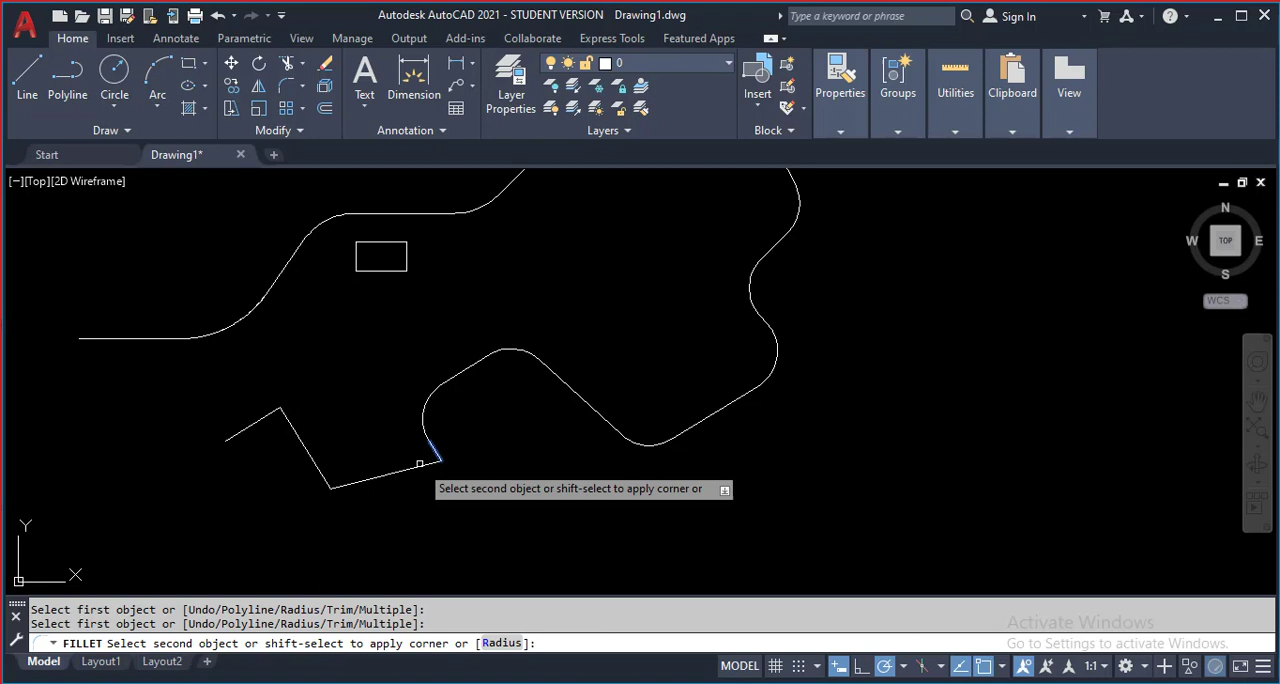 Autodesk AutoCAD 2021 - STUDENT VERSION Drawing1.dwg
Type a keyword or phrase
Sign In
Home Insert Annotate Parametric View Manage Output Add-ins Collaborate Express Tools Featured Apps
0
Line Polyline Circle Arc
Text Dimension
Layer Properties
Insert
Properties Groups Utilities Clipboard View
Draw Modify Annotation Layers Block
Start Drawing1*
[−][Top][2D Wireframe]
N
W TOP E
S
WCS
Select second object or shift-select to apply corner or
Y
X
Select first object or [Undo/Polyline/Radius/Trim/Multiple]:
Select first object or [Undo/Polyline/Radius/Trim/Multiple]:
FILLET Select second object or shift-select to apply corner or [Radius]:
Activate Windows
Go to Settings to activate Windows.
Model Layout1 Layout2 +
MODEL 1:1